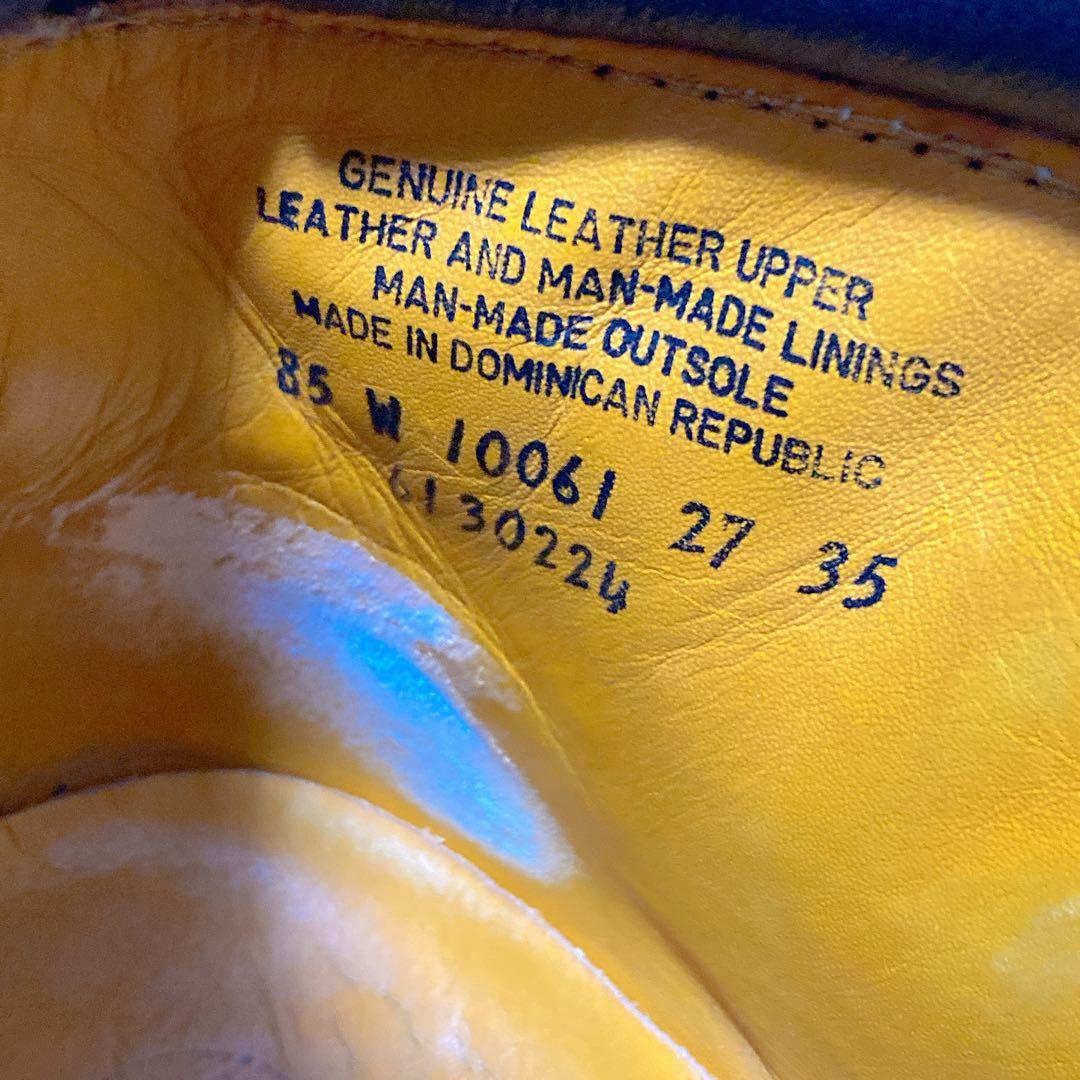 GENUINE LEATHER UPPER
LEATHER AND MAN-MADE LININGS
MAN-MADE OUTSOLE
MADE IN DOMINICAN REPUBLIC
85 W 10061 27 35
6130224